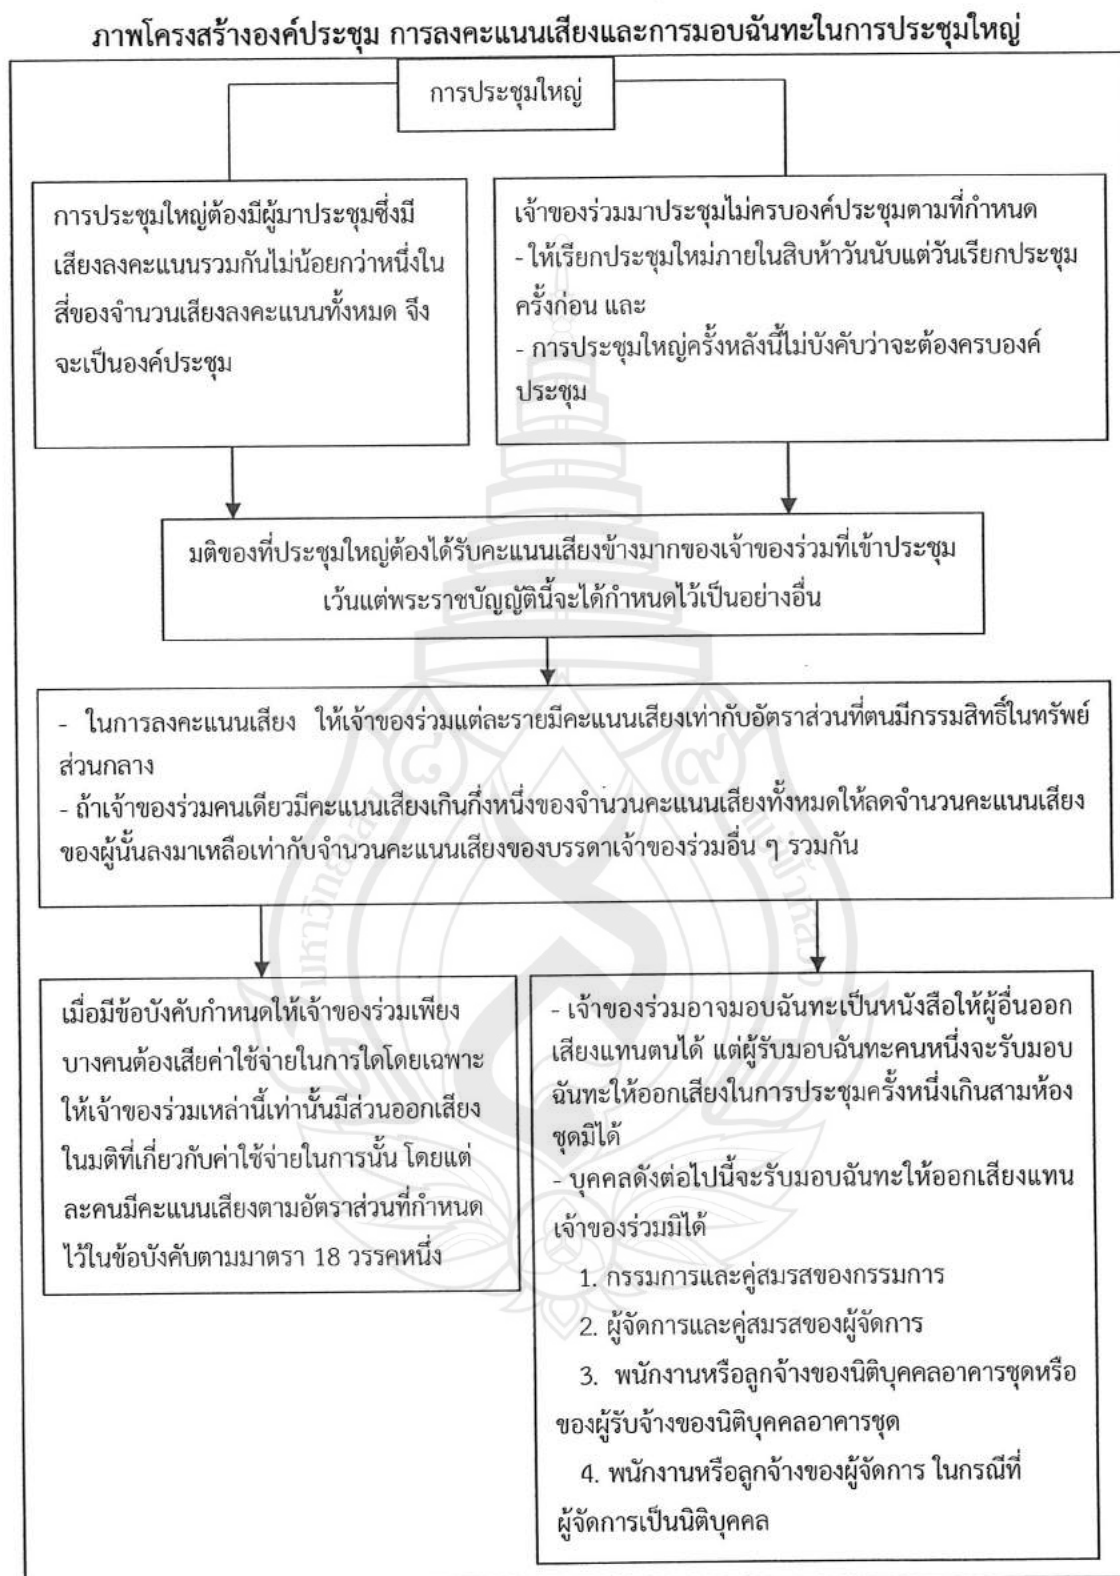 ภาพโครงสร้างองค์ประชุม การลงคะแนนเสียงและการมอบฉันทะในการประชุมใหญ่
การประชุมใหญ่
การประชุมใหญ่ต้องมีผู้มาประชุมซึ่งมี
เสียงลงคะแนนรวมกันไม่น้อยกว่าหนึ่งใน
สี่ของจำนวนเสียงลงคะแนนทั้งหมด จึง
จะเป็นองค์ประชุม
เจ้าของร่วมมาประชุมไม่ครบองค์ประชุมตามที่กำหนด
- ให้เรียกประชุมใหม่ภายในสิบห้าวันนับแต่วันเรียกประชุม
ครั้งก่อน และ
- การประชุมใหญ่ครั้งหลังนี้ไม่บังคับว่าจะต้องครบองค์
ประชุม
มติของที่ประชุมใหญ่ต้องได้รับคะแนนเสียงข้างมากของเจ้าของร่วมที่เข้าประชุม
เว้นแต่พระราชบัญญัตินี้จะได้กำหนดไว้เป็นอย่างอื่น
- ในการลงคะแนนเสียง ให้เจ้าของร่วมแต่ละรายมีคะแนนเสียงเท่ากับอัตราส่วนที่ตนมีกรรมสิทธิ์ในทรัพย์
ส่วนกลาง
- ถ้าเจ้าของร่วมคนเดียวมีคะแนนเสียงเกินกึ่งหนึ่งของจำนวนคะแนนเสียงทั้งหมดให้ลดจำนวนคะแนนเสียง
ของผู้นั้นลงมาเหลือเท่ากับจำนวนคะแนนเสียงของบรรดาเจ้าของร่วมอื่น ๆ รวมกัน
เมื่อมีข้อบังคับกำหนดให้เจ้าของร่วมเพียง
บางคนต้องเสียค่าใช้จ่ายในการใดโดยเฉพาะ
ให้เจ้าของร่วมเหล่านี้เท่านั้นมีส่วนออกเสียง
ในมติที่เกี่ยวกับค่าใช้จ่ายในการนั้น โดยแต่
ละคนมีคะแนนเสียงตามอัตราส่วนที่กำหนด
ไว้ในข้อบังคับตามมาตรา 18 วรรคหนึ่ง
- เจ้าของร่วมอาจมอบฉันทะเป็นหนังสือให้ผู้อื่นออก
เสียงแทนตนได้ แต่ผู้รับมอบฉันทะคนหนึ่งจะรับมอบ
ฉันทะให้ออกเสียงในการประชุมครั้งหนึ่งเกินสามห้อง
ชุดมิได้
- บุคคลดังต่อไปนี้จะรับมอบฉันทะให้ออกเสียงแทน
เจ้าของร่วมมิได้
1. กรรมการและคู่สมรสของกรรมการ
2. ผู้จัดการและคู่สมรสของผู้จัดการ
3. พนักงานหรือลูกจ้างของนิติบุคคลอาคารชุดหรือ
ของผู้รับจ้างของนิติบุคคลอาคารชุด
4. พนักงานหรือลูกจ้างของผู้จัดการ ในกรณีที่
ผู้จัดการเป็นนิติบุคคล
มหาวิทยาลัย
แม่ฟ้าหลวง